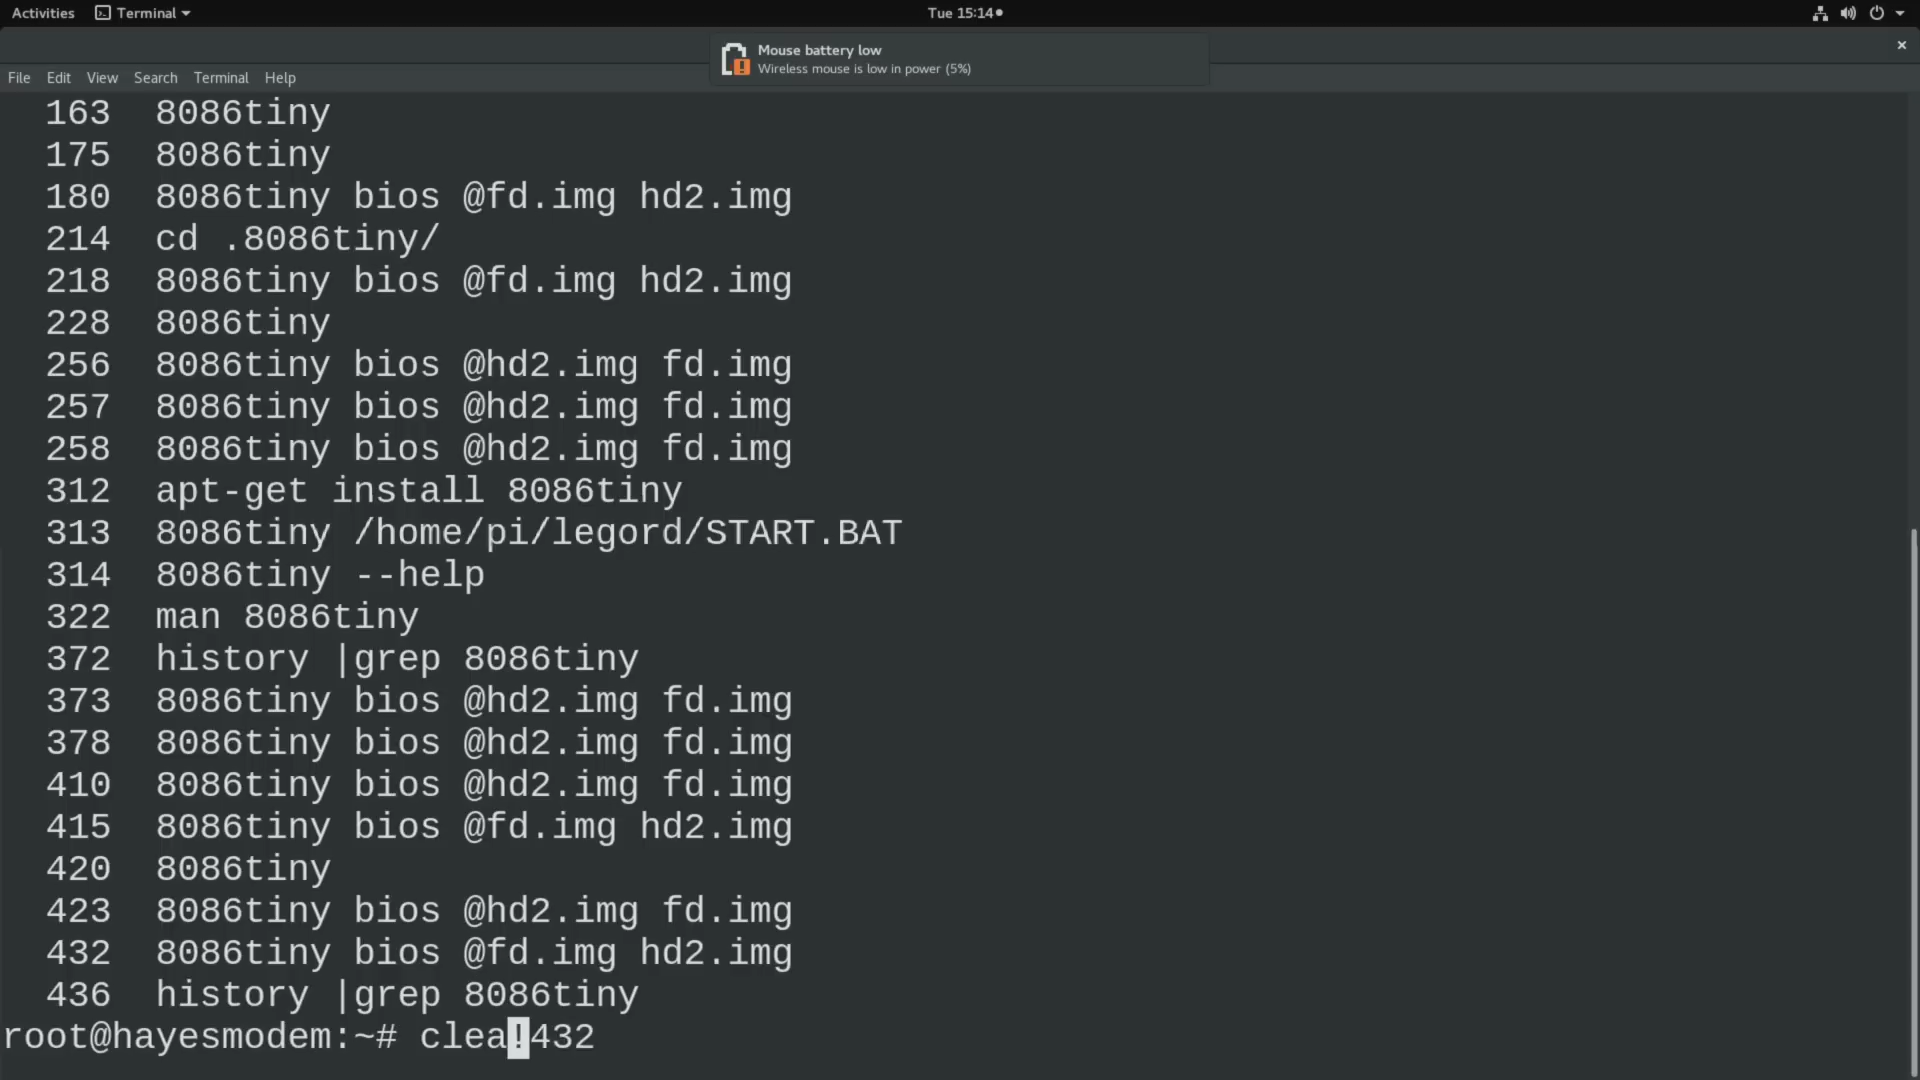 Activities Terminal Tue 15:14
Mouse battery low
Wireless mouse is low in power (5%)
File Edit View Search Terminal Help
163 8086tiny
175 8086tiny
180 8086tiny bios @fd.img hd2.img
214 cd .8086tiny/
218 8086tiny bios @fd.img hd2.img
228 8086tiny
256 8086tiny bios @hd2.img fd.img
257 8086tiny bios @hd2.img fd.img
258 8086tiny bios @hd2.img fd.img
312 apt-get install 8086tiny
313 8086tiny /home/pi/legord/START.BAT
314 8086tiny --help
322 man 8086tiny
372 history |grep 8086tiny
373 8086tiny bios @hd2.img fd.img
378 8086tiny bios @hd2.img fd.img
410 8086tiny bios @hd2.img fd.img
415 8086tiny bios @fd.img hd2.img
420 8086tiny
423 8086tiny bios @hd2.img fd.img
432 8086tiny bios @fd.img hd2.img
436 history |grep 8086tiny
root@hayesmodem:~# clea!432